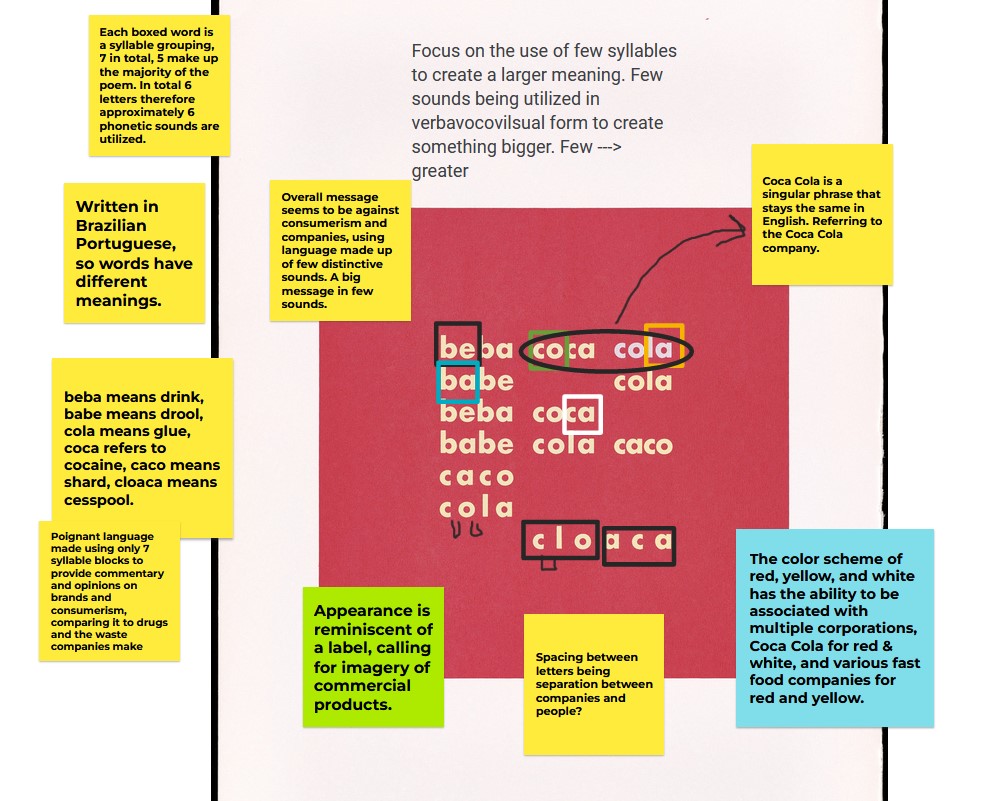 Each boxed word is
a syllable grouping,
7 in total, 5 make up
the majority of the
poem. In total 6
letters therefore
approximately 6
phonetic sounds are
utilized.
Focus on the use of few syllables
to create a larger meaning. Few
sounds being utilized in
verbavocovilsual form to create
something bigger. Few --->
greater
Coca Cola is a
singular phrase that
stays the same in
English. Referring to
the Coca Cola
company.
Written in
Brazilian
Portuguese,
so words have
different
meanings.
Overall message
seems to be against
consumerism and
companies, using
language made up
of few distinctive
sounds. A big
message in few
sounds.
beba coca cola
babe cola
beba coca
babe cola caco
caco
cola
cloaca
beba means drink,
babe means drool,
cola means glue,
coca refers to
cocaine, caco means
shard, cloaca means
cesspool.
Poignant language
made using only 7
syllable blocks to
provide commentary
and opinions on
brands and
consumerism,
comparing it to drugs
and the waste
companies make
Appearance is
reminiscent of
a label, calling
for imagery of
commercial
products.
Spacing between
letters being
separation between
companies and
people?
The color scheme of
red, yellow, and white
has the ability to be
associated with
multiple corporations,
Coca Cola for red &
white, and various fast
food companies for
red and yellow.